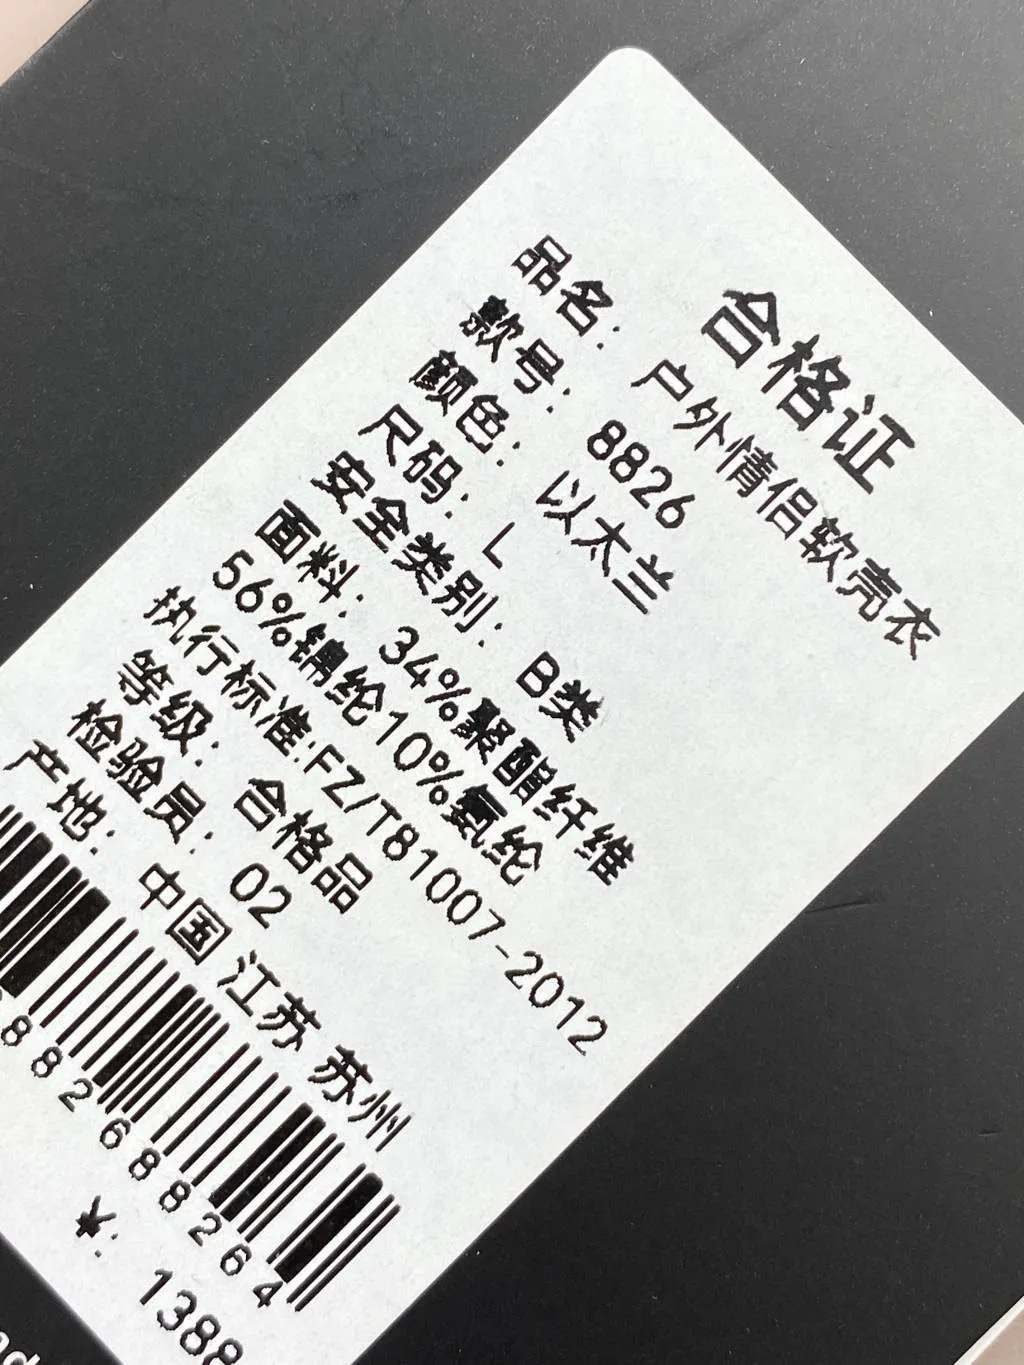 合格证
品名: 户外情侣软壳衣
款号: 8826
颜色: 以太兰
尺码: L
安全类别: B类
面料: 34%聚酯纤维
56%锦纶10%氨纶
执行标准:FZ/T81007-2012
等级: 合格品
检验员: 02
产地: 中国 江苏 苏州
882688264
1388